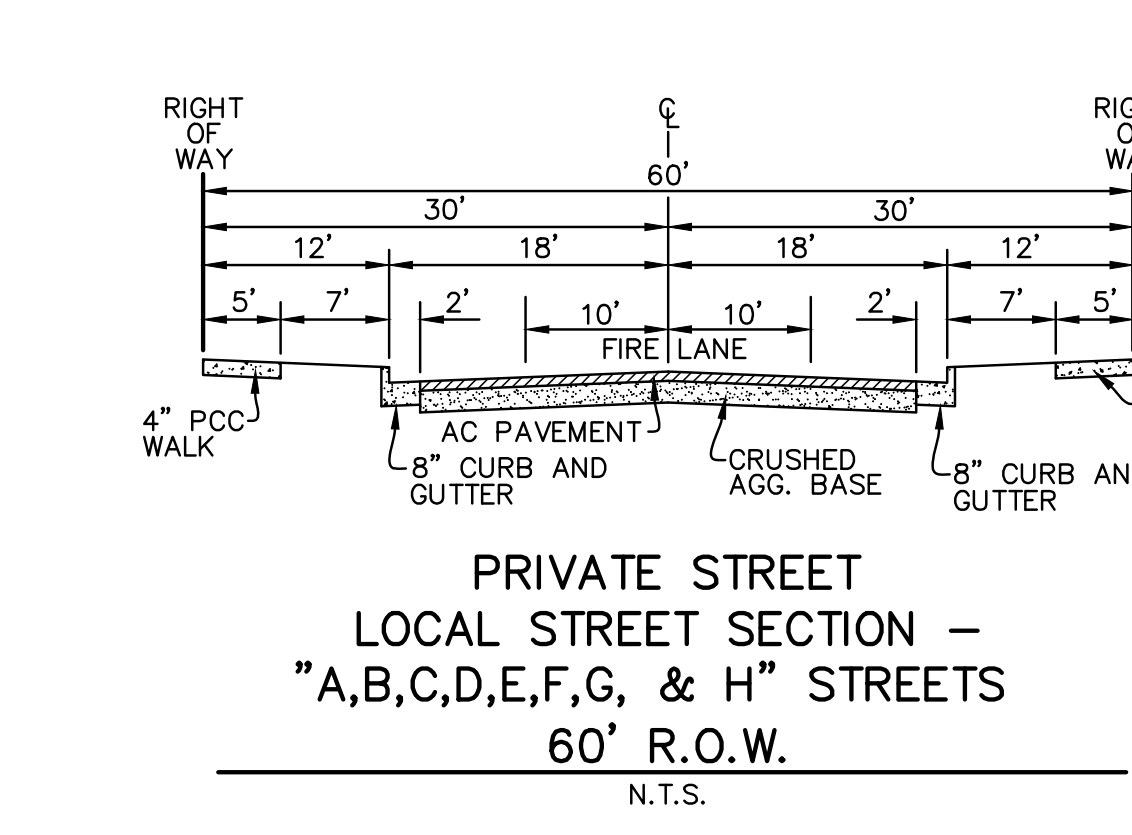 RIGHT
OF
WAY
℄
60'
30'
30'
12'
18'
18'
12'
5'
7'
2'
10'
10'
2'
7'
5'
FIRE LANE
4" PCC
WALK
AC PAVEMENT
8" CURB AND
GUTTER
CRUSHED
AGG. BASE
8" CURB AN
GUTTER
PRIVATE STREET
LOCAL STREET SECTION –
"A,B,C,D,E,F,G, & H" STREETS
60' R.O.W.
N.T.S.